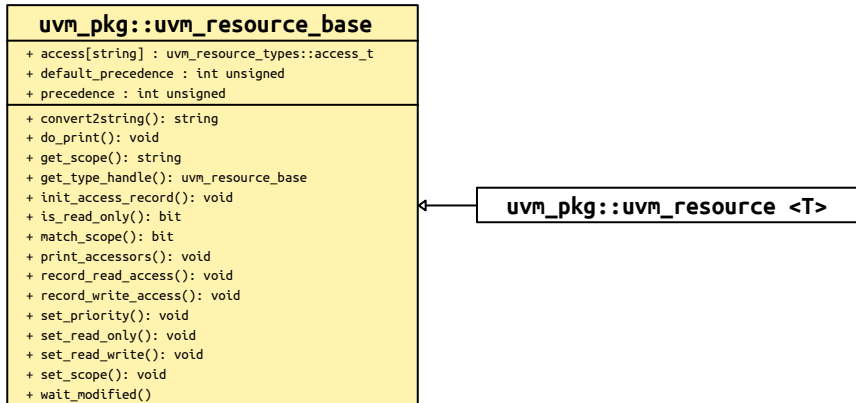 uvm_pkg::uvm_resource_base
+ access[string] : uvm_resource_types::access_t
+ default_precedence : int unsigned
+ precedence : int unsigned
+ convert2string(): string
+ do_print(): void
+ get_scope(): string
+ get_type_handle(): uvm_resource_base
+ init_access_record(): void
+ is_read_only(): bit
+ match_scope(): bit
+ print_accessors(): void
+ record_read_access(): void
+ record_write_access(): void
+ set_priority(): void
+ set_read_only(): void
+ set_read_write(): void
+ set_scope(): void
+ wait_modified()
uvm_pkg::uvm_resource <T>